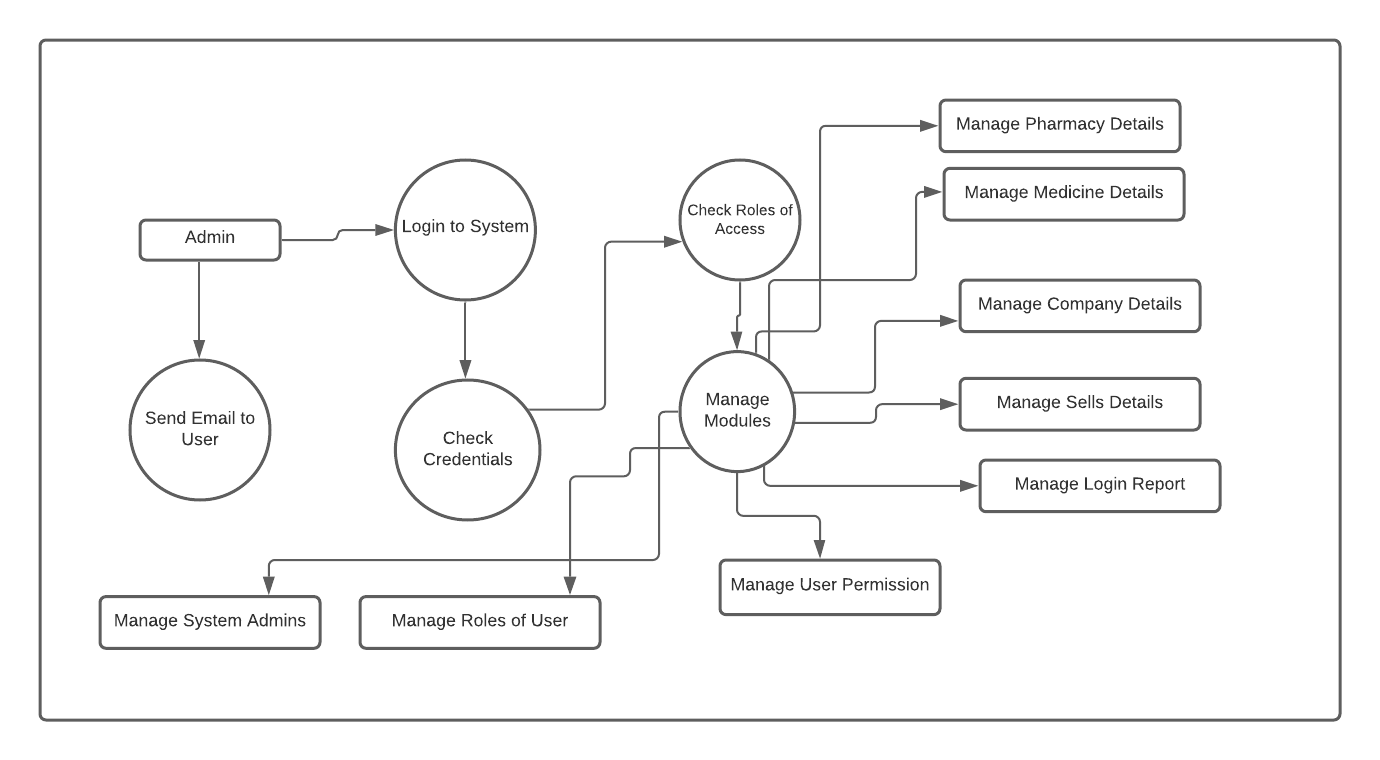 Manage Pharmacy Details
Manage Medicine Details
Check Roles of
Access
Login to System
Admin
Manage Company Details
Manage
Modules
Manage Sells Details
Send Email to
User
Check
Credentials
Manage Login Report
Manage User Permission
Manage System Admins
Manage Roles of User